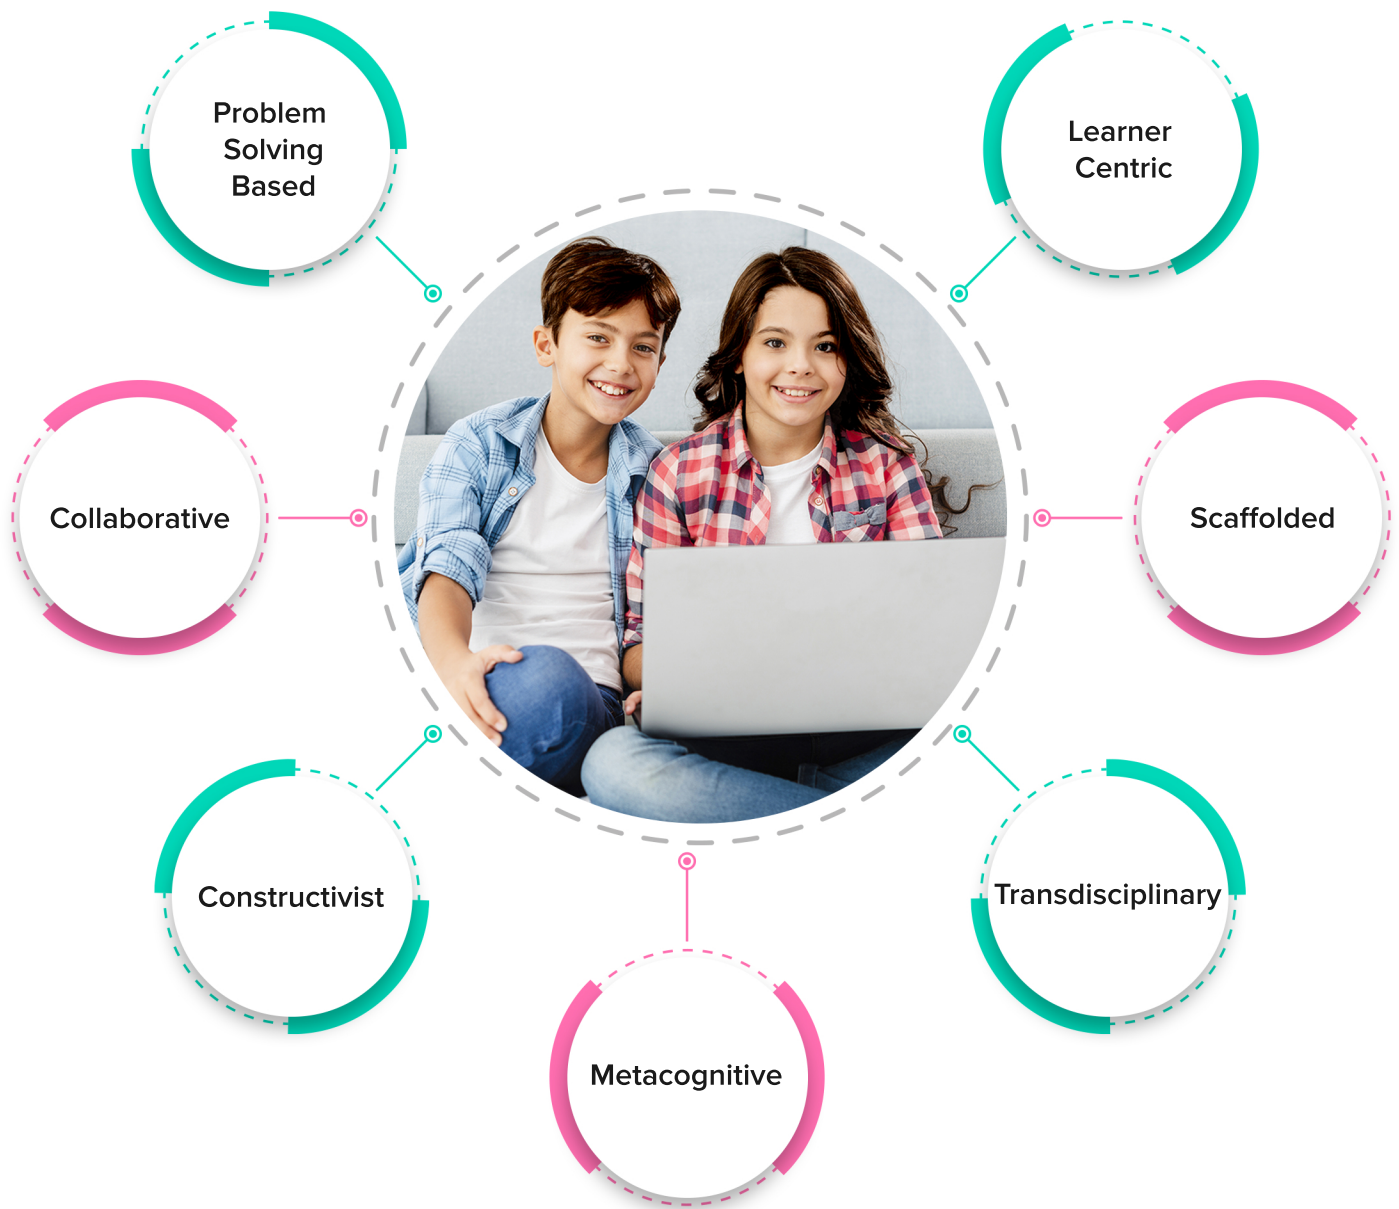 Problem
Solving
Based
Learner
Centric
Collaborative
Scaffolded
Constructivist
Transdisciplinary
Metacognitive